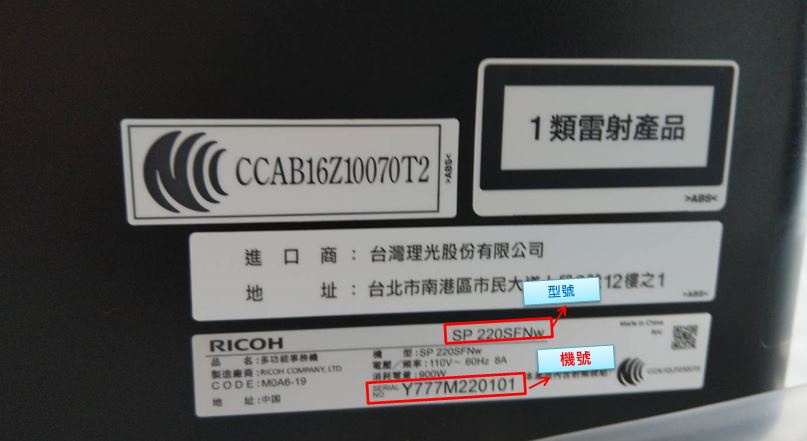 CCAB16Z10070T2
>ABS<
1類雷射產品
>ABS<
進口商：台灣理光股份有限公司
地址：台北市南港區市民大道 12樓之1
>ABS<
型號
RICOH
SP 220SFNw
Made in China
品名：多功能事務機
機型：SP 220SFNw
製造廠商：RICOH COMPANY, LTD
電壓／頻率：110V～ 60Hz 8A
CODE：M0A6-19
消耗電量：900W
地址：中國
SERIAL NO. Y777M220101
機號